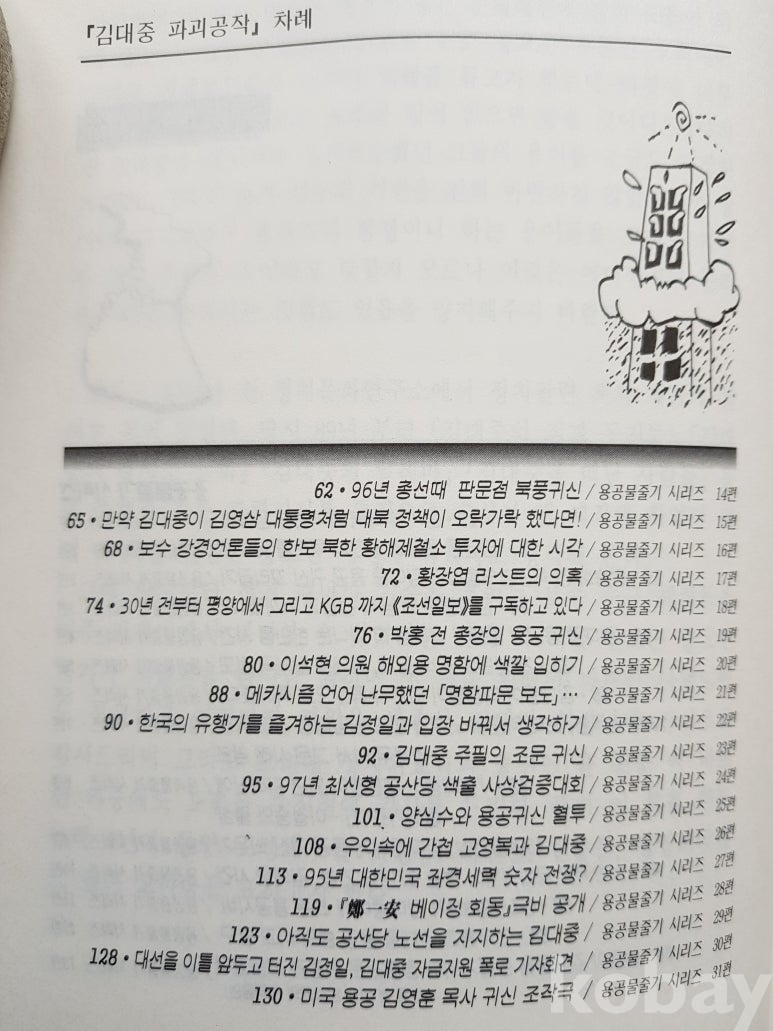 『김대중 파괴공작』 차례
62 • 96년 총선때 판문점 북풍귀신 / 용공물줄기 시리즈 14편
65 • 만약 김대중이 김영삼 대통령처럼 대북 정책이 오락가락 했다면! / 용공물줄기 시리즈 15편
68 • 보수 강경언론들의 한보 북한 황해제철소 투자에 대한 시각 / 용공물줄기 시리즈 16편
72 • 황장엽 리스트의 의혹 / 용공물줄기 시리즈 17편
74 • 30년 전부터 평양에서 그리고 KGB 까지 《조선일보》를 구독하고 있다 / 용공물줄기 시리즈 18편
76 • 박홍 전 총장의 용공 귀신 / 용공물줄기 시리즈 19편
80 • 이석현 의원 해외용 명함에 색깔 입히기 / 용공물줄기 시리즈 20편
88 • 메카시즘 언어 난무했던 「명함파문 보도」… / 용공물줄기 시리즈 21편
90 • 한국의 유행가를 즐겨하는 김정일과 입장 바꿔서 생각하기 / 용공물줄기 시리즈 22편
92 • 김대중 주필의 조문 귀신 / 용공물줄기 시리즈 23편
95 • 97년 최신형 공산당 색출 사상검증대회 / 용공물줄기 시리즈 24편
101 • 양심수와 용공귀신 혈투 / 용공물줄기 시리즈 25편
108 • 우익속에 간첩 고영복과 김대중 / 용공물줄기 시리즈 26편
113 • 95년 대한민국 좌경세력 숫자 전쟁? / 용공물줄기 시리즈 27편
119 • 『鄭一安 베이징 회동』극비 공개 / 용공물줄기 시리즈 28편
123 • 아직도 공산당 노선을 지지하는 김대중 / 용공물줄기 시리즈 29편
128 • 대선을 이틀 앞두고 터진 김정일, 김대중 자금지원 폭로 기자회견 / 용공물줄기 시리즈 30편
130 • 미국 용공 김영훈 목사 귀신 조작극 / 용공물줄기 시리즈 31편
kobay